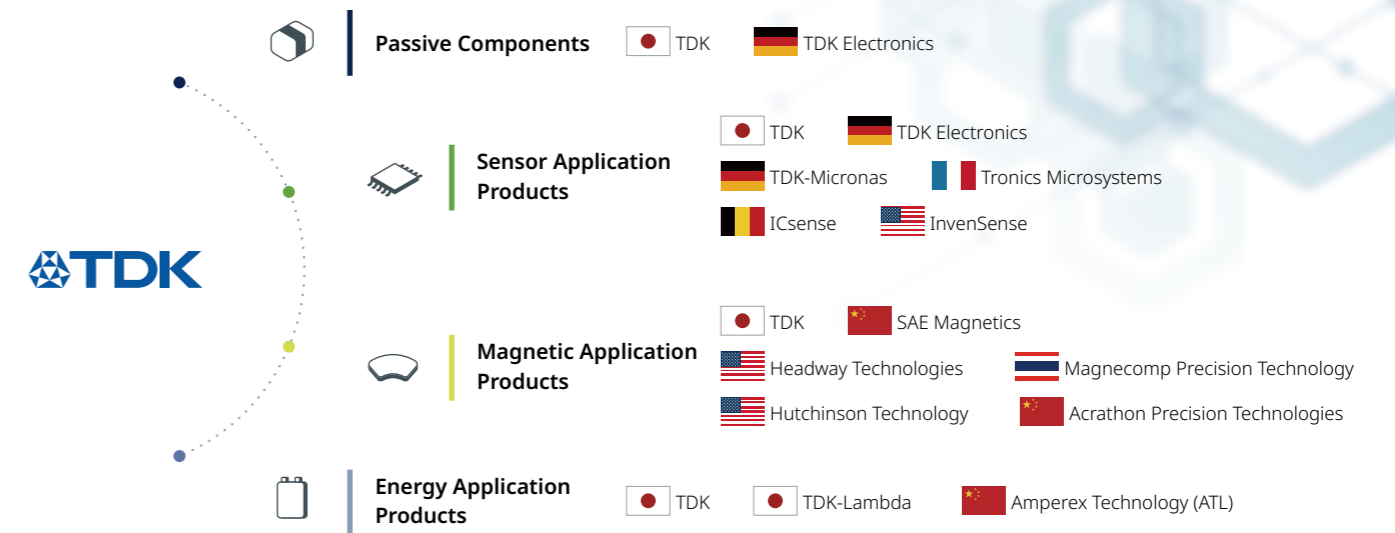 Passive Components TDK TDK Electronics
Sensor Application
Products
TDK TDK Electronics
TDK-Micronas Tronics Microsystems
ICsense InvenSense
TDK
Magnetic Application
Products
TDK SAE Magnetics
Headway Technologies Magnecomp Precision Technology
Hutchinson Technology Acrathon Precision Technologies
Energy Application
Products
TDK TDK-Lambda Amperex Technology (ATL)